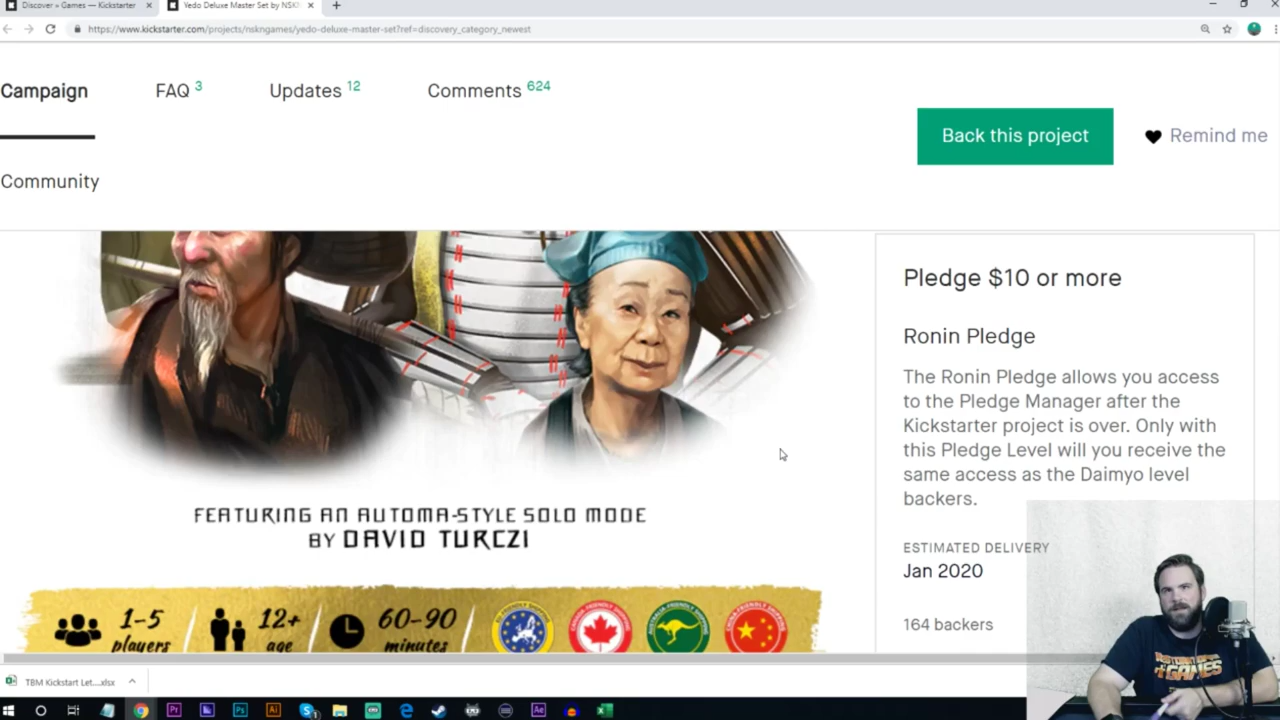 Discover » Games — Kickstarter
Yedo Deluxe Master Set by NSKN
https://www.kickstarter.com/projects/nskngames/yedo-deluxe-master-set?ref=discovery_category_newest
Campaign
FAQ 3
Updates 12
Comments 624
Back this project
Remind me
Community
Pledge $10 or more
Ronin Pledge
The Ronin Pledge allows you access
to the Pledge Manager after the
Kickstarter project is over. Only with
this Pledge Level will you receive the
same access as the Daimyo level
backers.
ESTIMATED DELIVERY
Jan 2020
164 backers
FEATURING AN AUTOMA-STYLE SOLO MODE
BY DAVID TURCZI
1-5
players
12+
age
60-90
minutes
TBM Kickstart Let....xlsx
GAMES